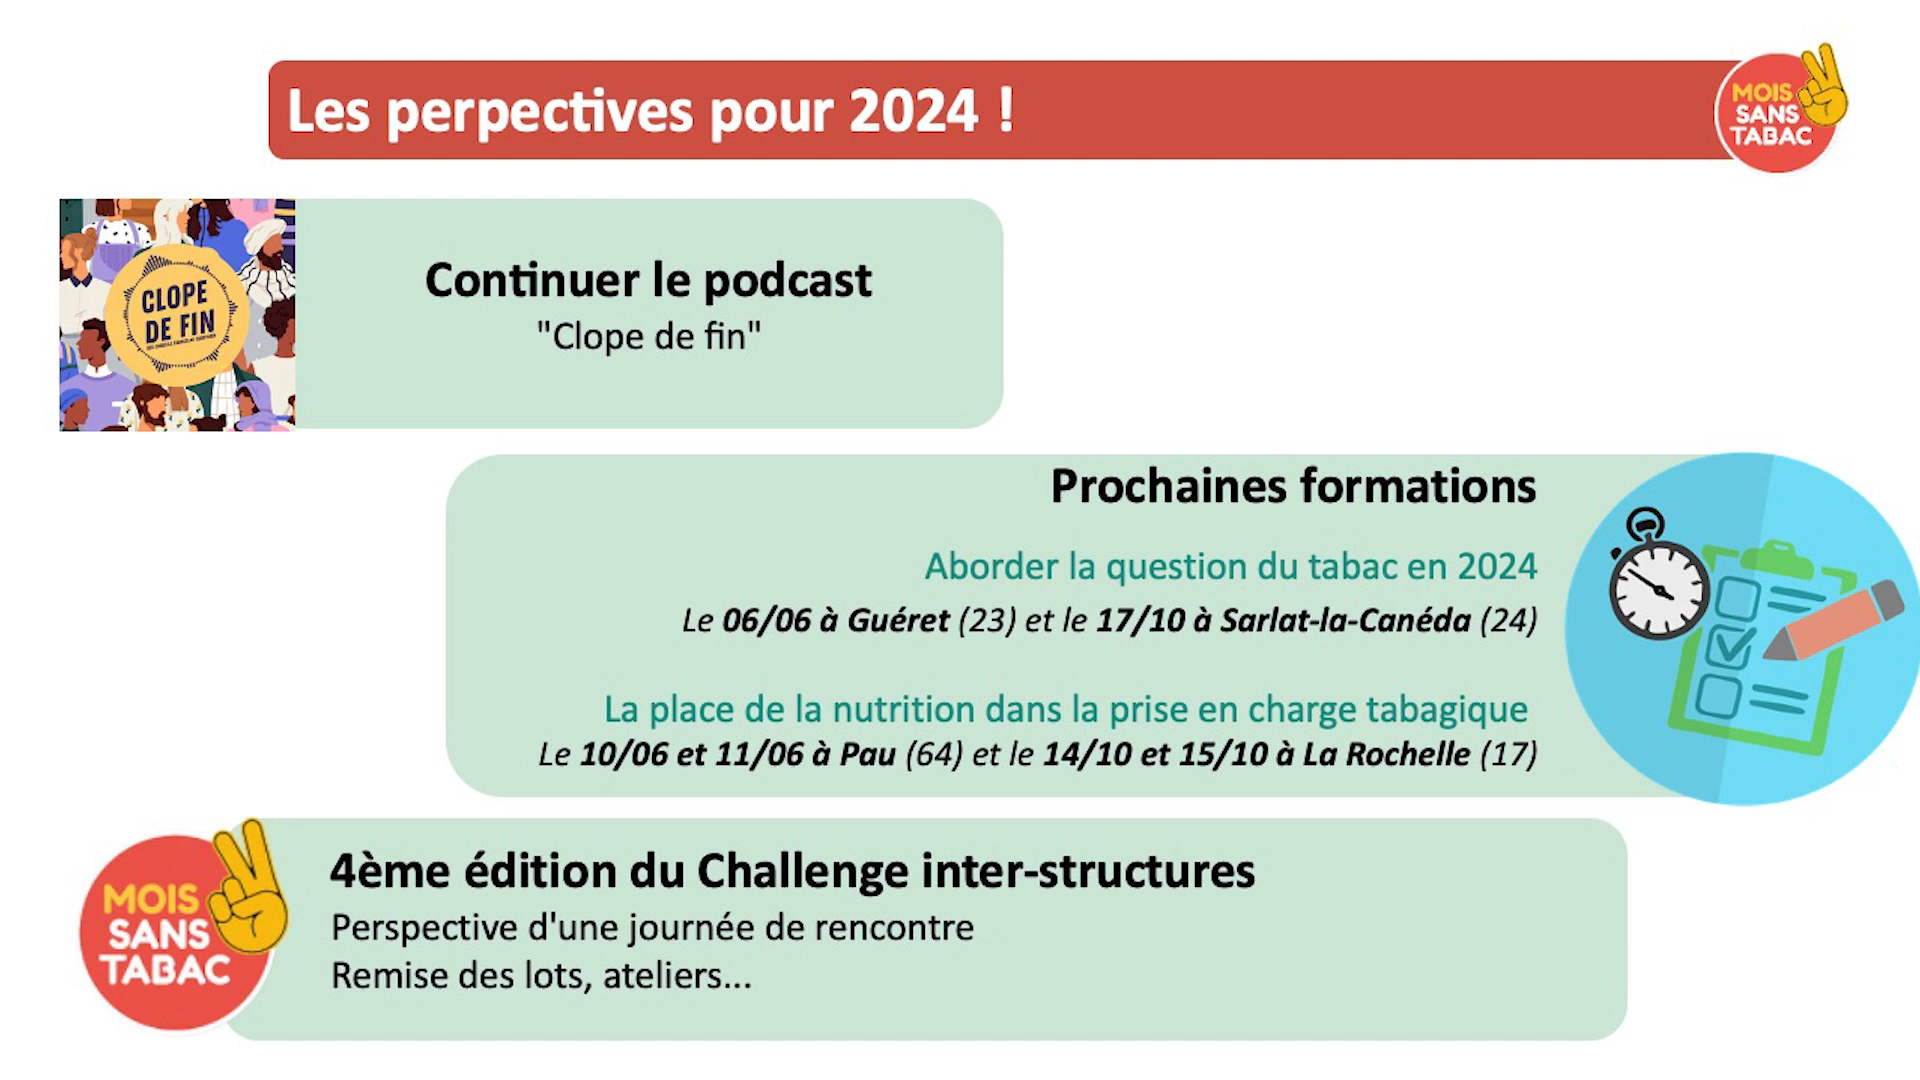 Les perpectives pour 2024 !
MOIS
SANS
TABAC
CLOPE
DE FIN
Continuer le podcast
"Clope de fin"
Prochaines formations
Aborder la question du tabac en 2024
Le 06/06 à Guéret (23) et le 17/10 à Sarlat-la-Canéda (24)
La place de la nutrition dans la prise en charge tabagique
Le 10/06 et 11/06 à Pau (64) et le 14/10 et 15/10 à La Rochelle (17)
MOIS
SANS
TABAC
4ème édition du Challenge inter-structures
Perspective d'une journée de rencontre
Remise des lots, ateliers...